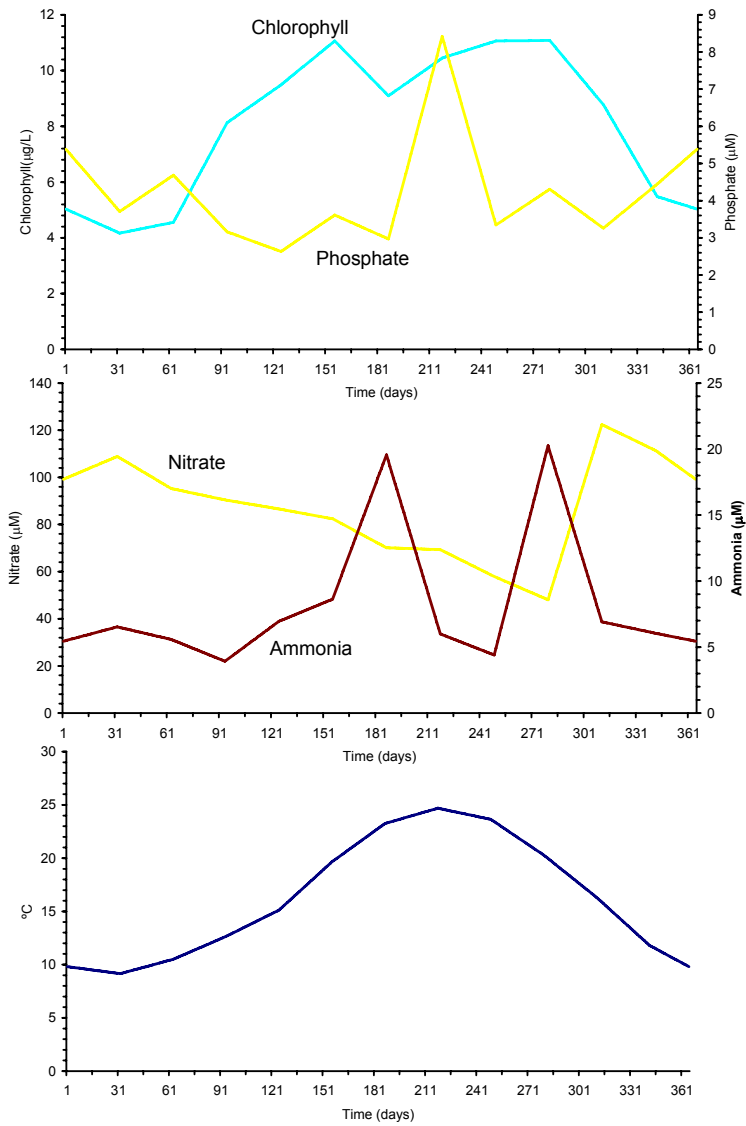 Chlorophyll
12
10
8
6
4
2
0
Chlorophyll(µg/L)
Phosphate
9
8
7
6
5
4
3
2
1
0
Phosphate (µM)
1 31 61 91 121 151 181 211 241 271 301 331 361
Time (days)
140
120
100
80
60
40
20
0
Nitrate (µM)
Nitrate
Ammonia
25
20
15
10
5
0
Ammonia (µM)
1 31 61 91 121 151 181 211 241 271 301 331 361
Time (days)
30
25
20
15
10
5
0
ºC
1 31 61 91 121 151 181 211 241 271 301 331 361
Time (days)